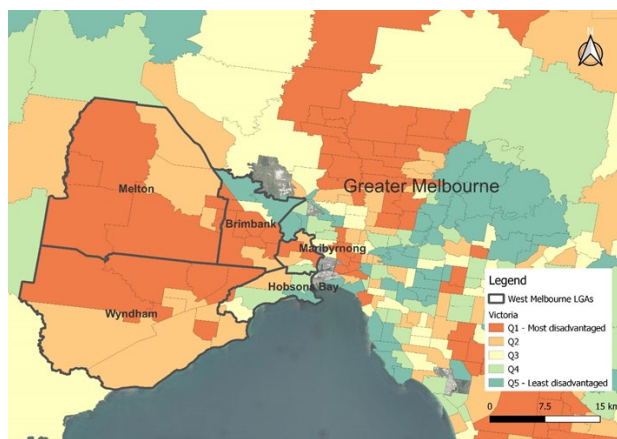 N
Greater Melbourne
Melton
Brimbank
Maribyrnong
Hobsons Bay
Wyndham
Legend
West Melbourne LGAs
Victoria
Q1 - Most disadvantaged
Q2
Q3
Q4
Q5 - Least disadvantaged
0 7.5 15 km